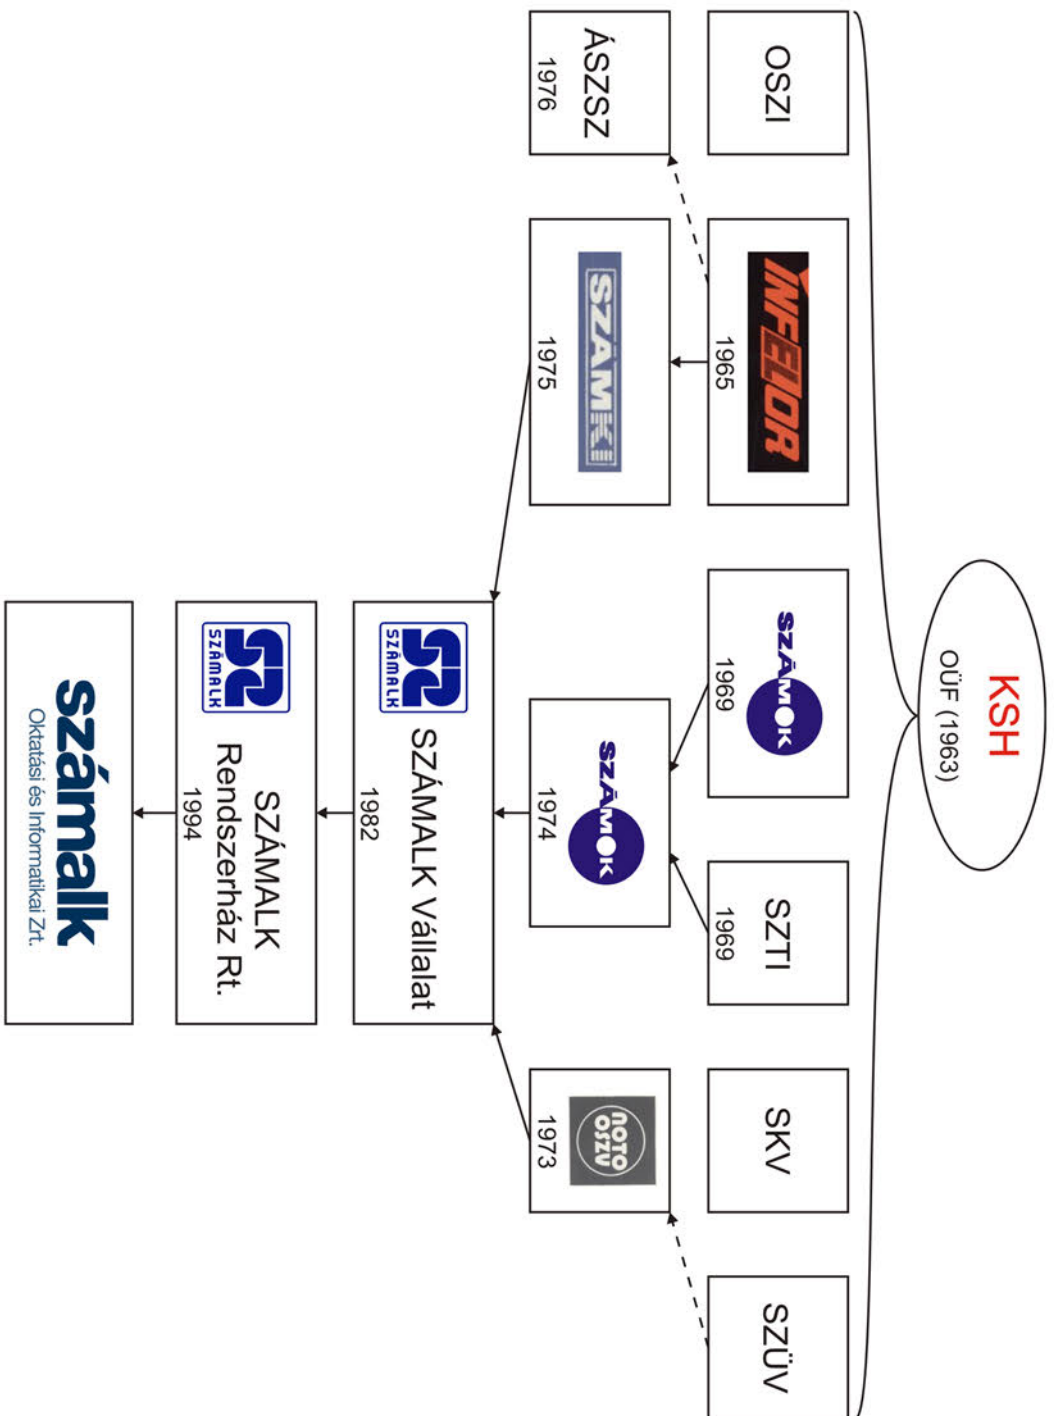 KSH
OÜF (1963)
OSZI
INFELOR
1965
SZÁMOK
1969
SZTI
1969
SKV
SZÜV
ÁSZSZ
1976
SZÁMKI
1975
SZÁMOK
1974
NOTO
OSZV
1973
SZÁMALK
SZÁMALK Vállalat
1982
SZÁMALK
SZÁMALK
Rendszerház Rt.
1994
számalk
Oktatási és Informatikai Zrt.